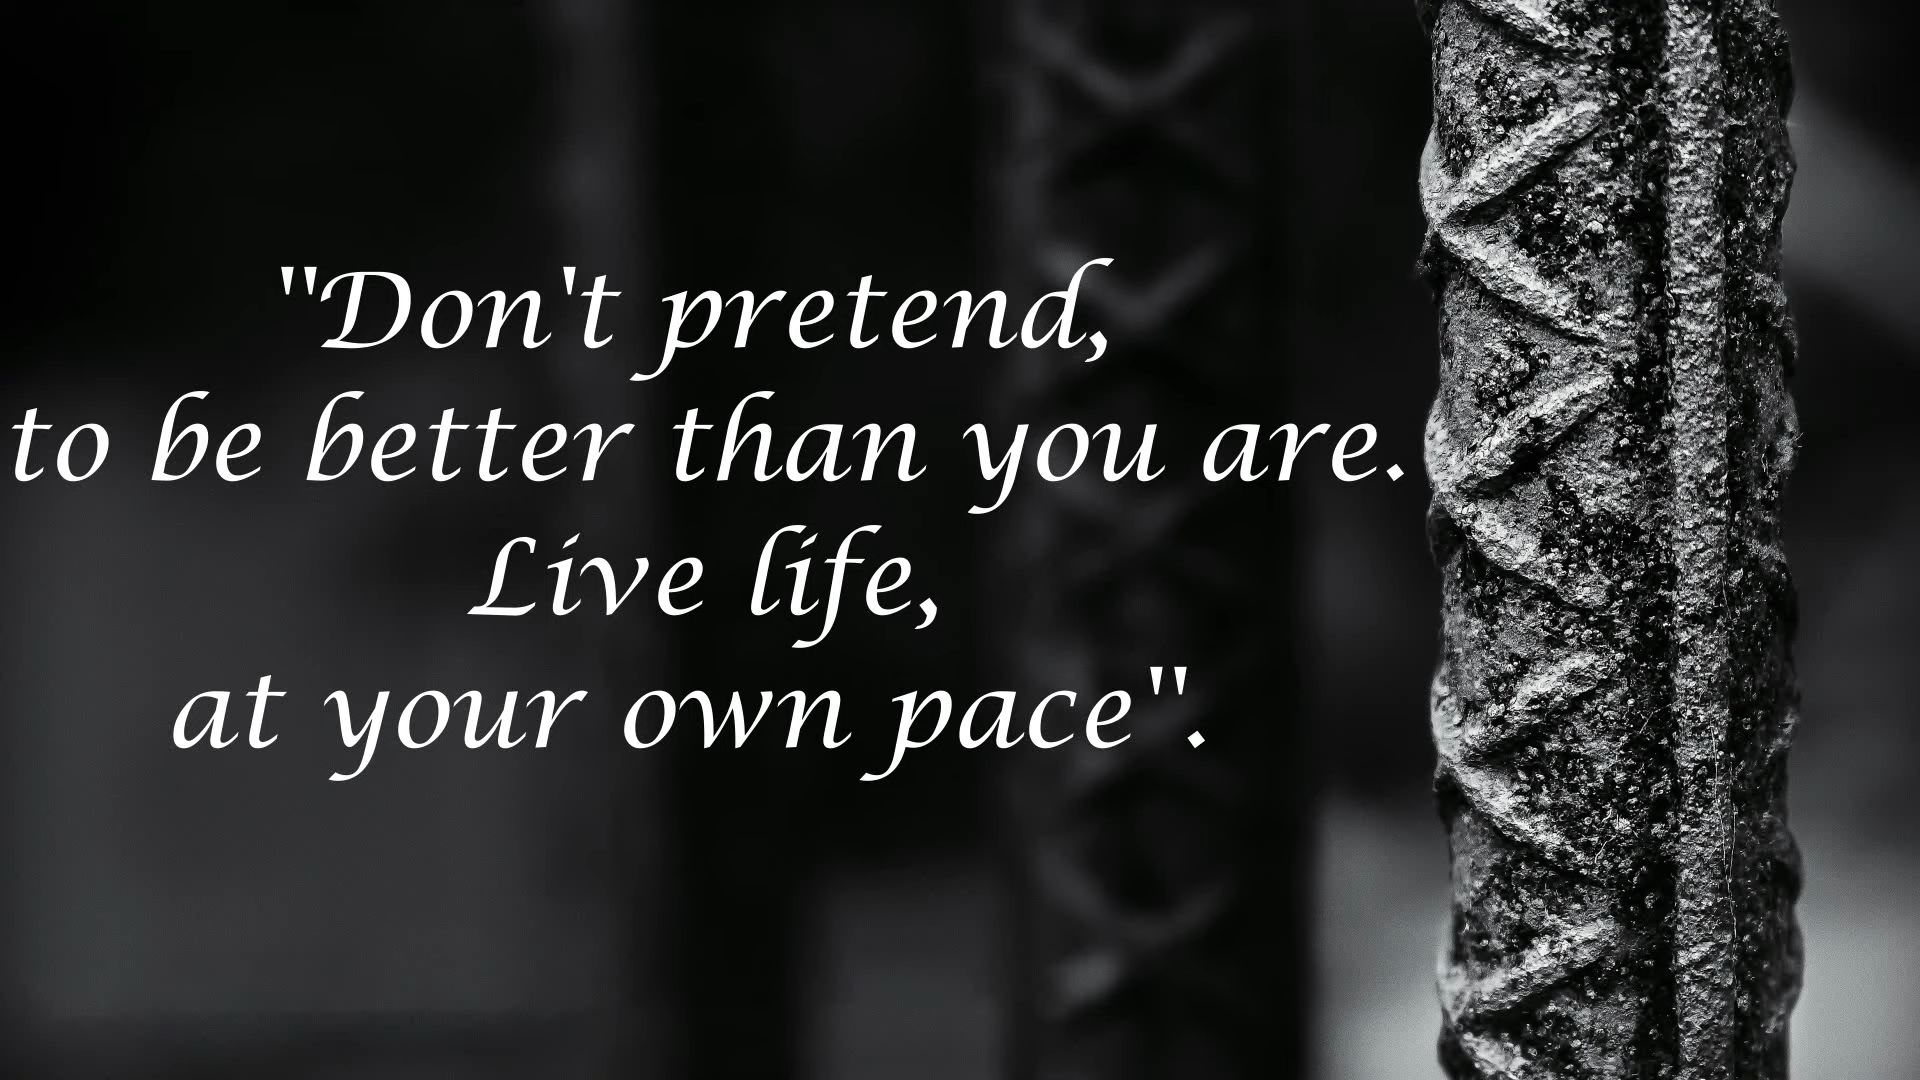 "Don't pretend,
to be better than you are.
Live life,
at your own pace".